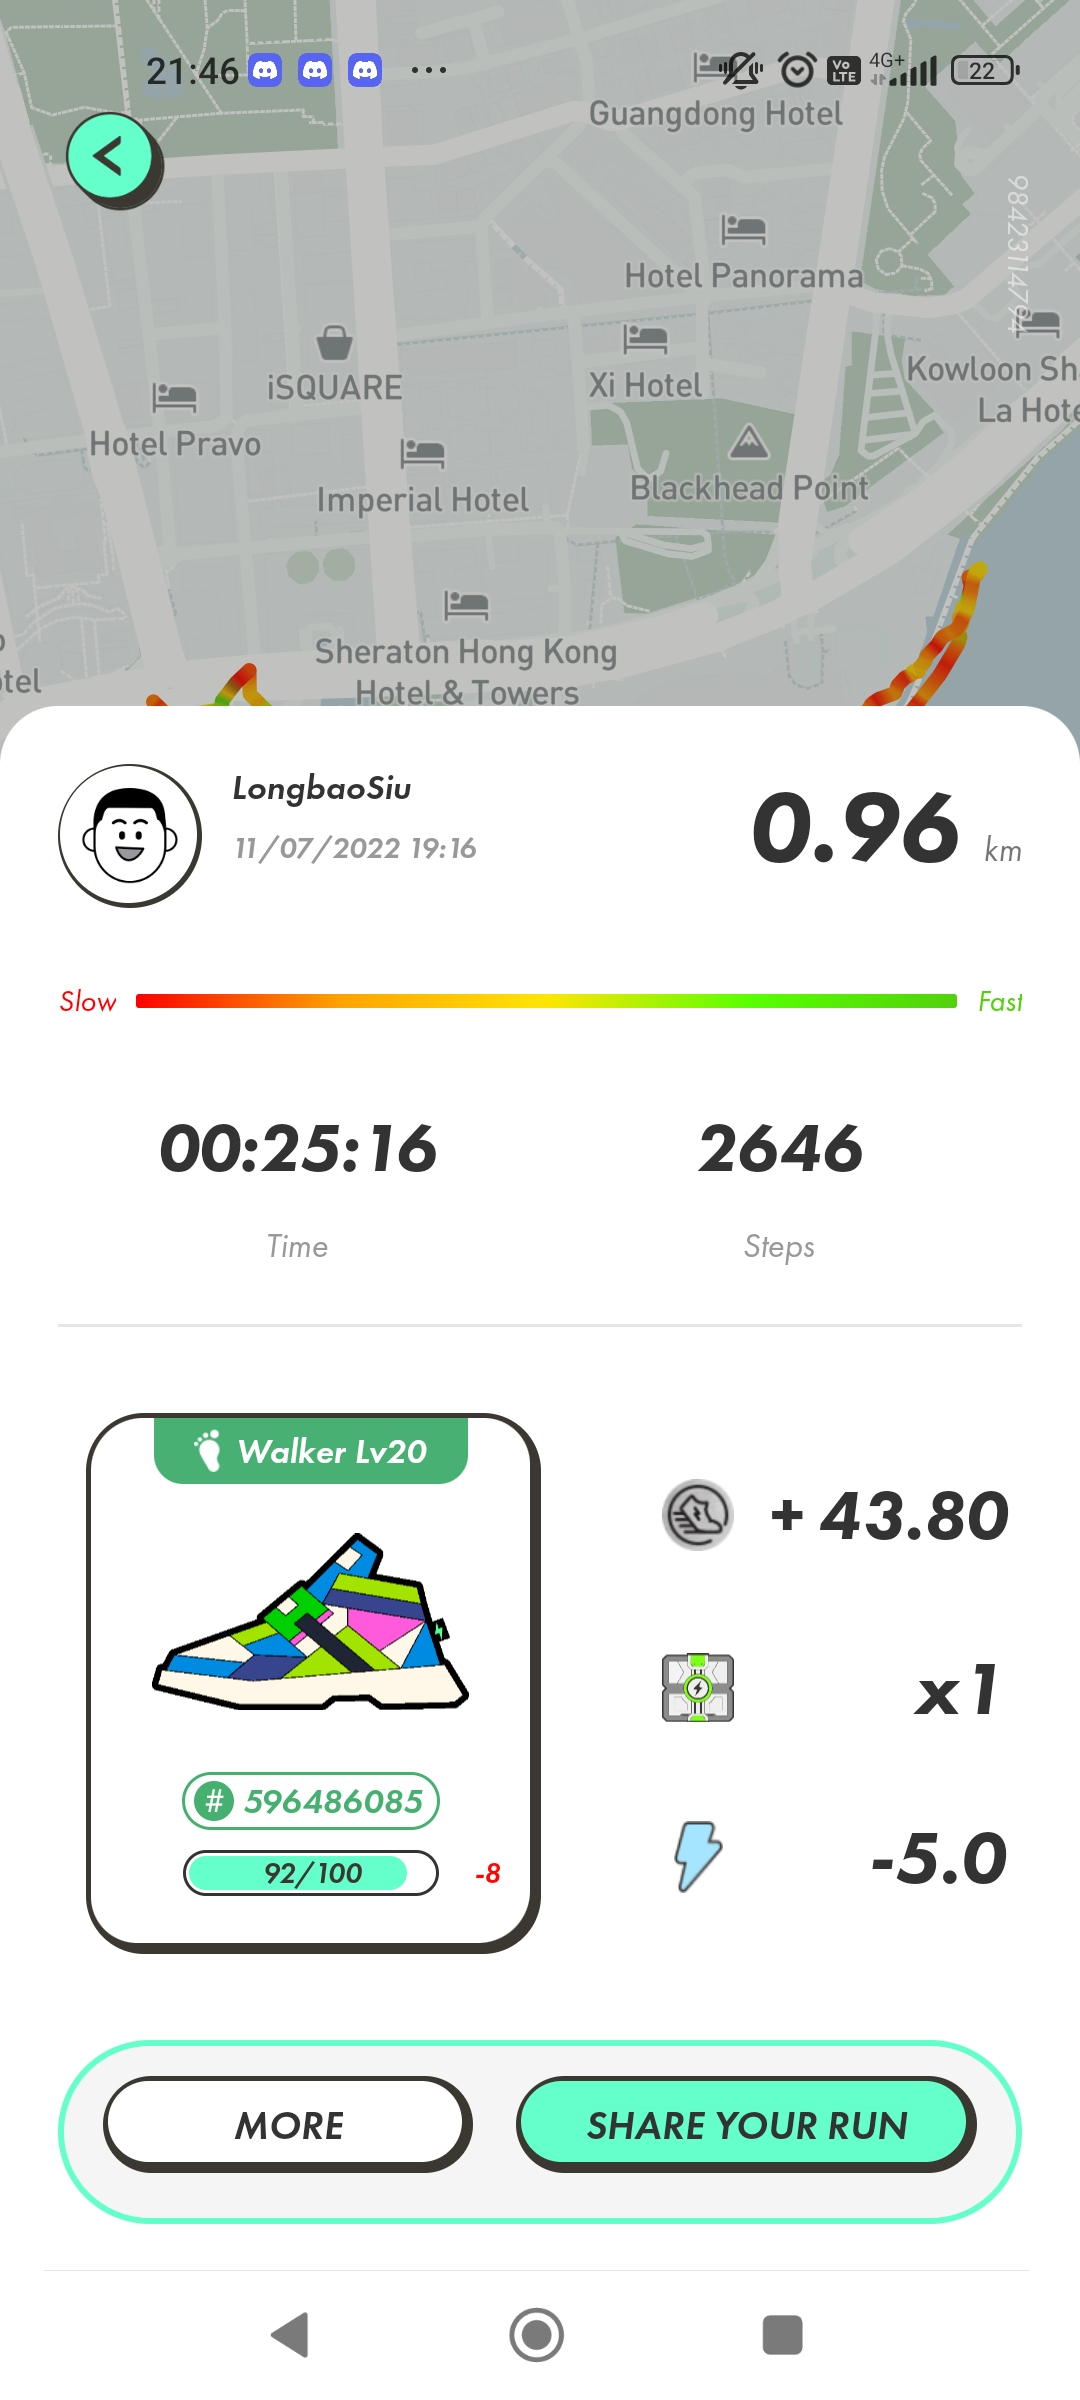 21:46
VoLTE 4G+ 22
Guangdong Hotel
9842311479
Hotel Panorama
iSQUARE
Xi Hotel
Kowloon Sh
La Hote
Hotel Pravo
Imperial Hotel
Blackhead Point
Sheraton Hong Kong
Hotel & Towers
otel
LongbaoSiu
11/07/2022 19:16
0.96 km
Slow
Fast
00:25:16
2646
Time
Steps
Walker Lv20
+ 43.80
x1
# 596486085
92/100
-8
-5.0
MORE
SHARE YOUR RUN